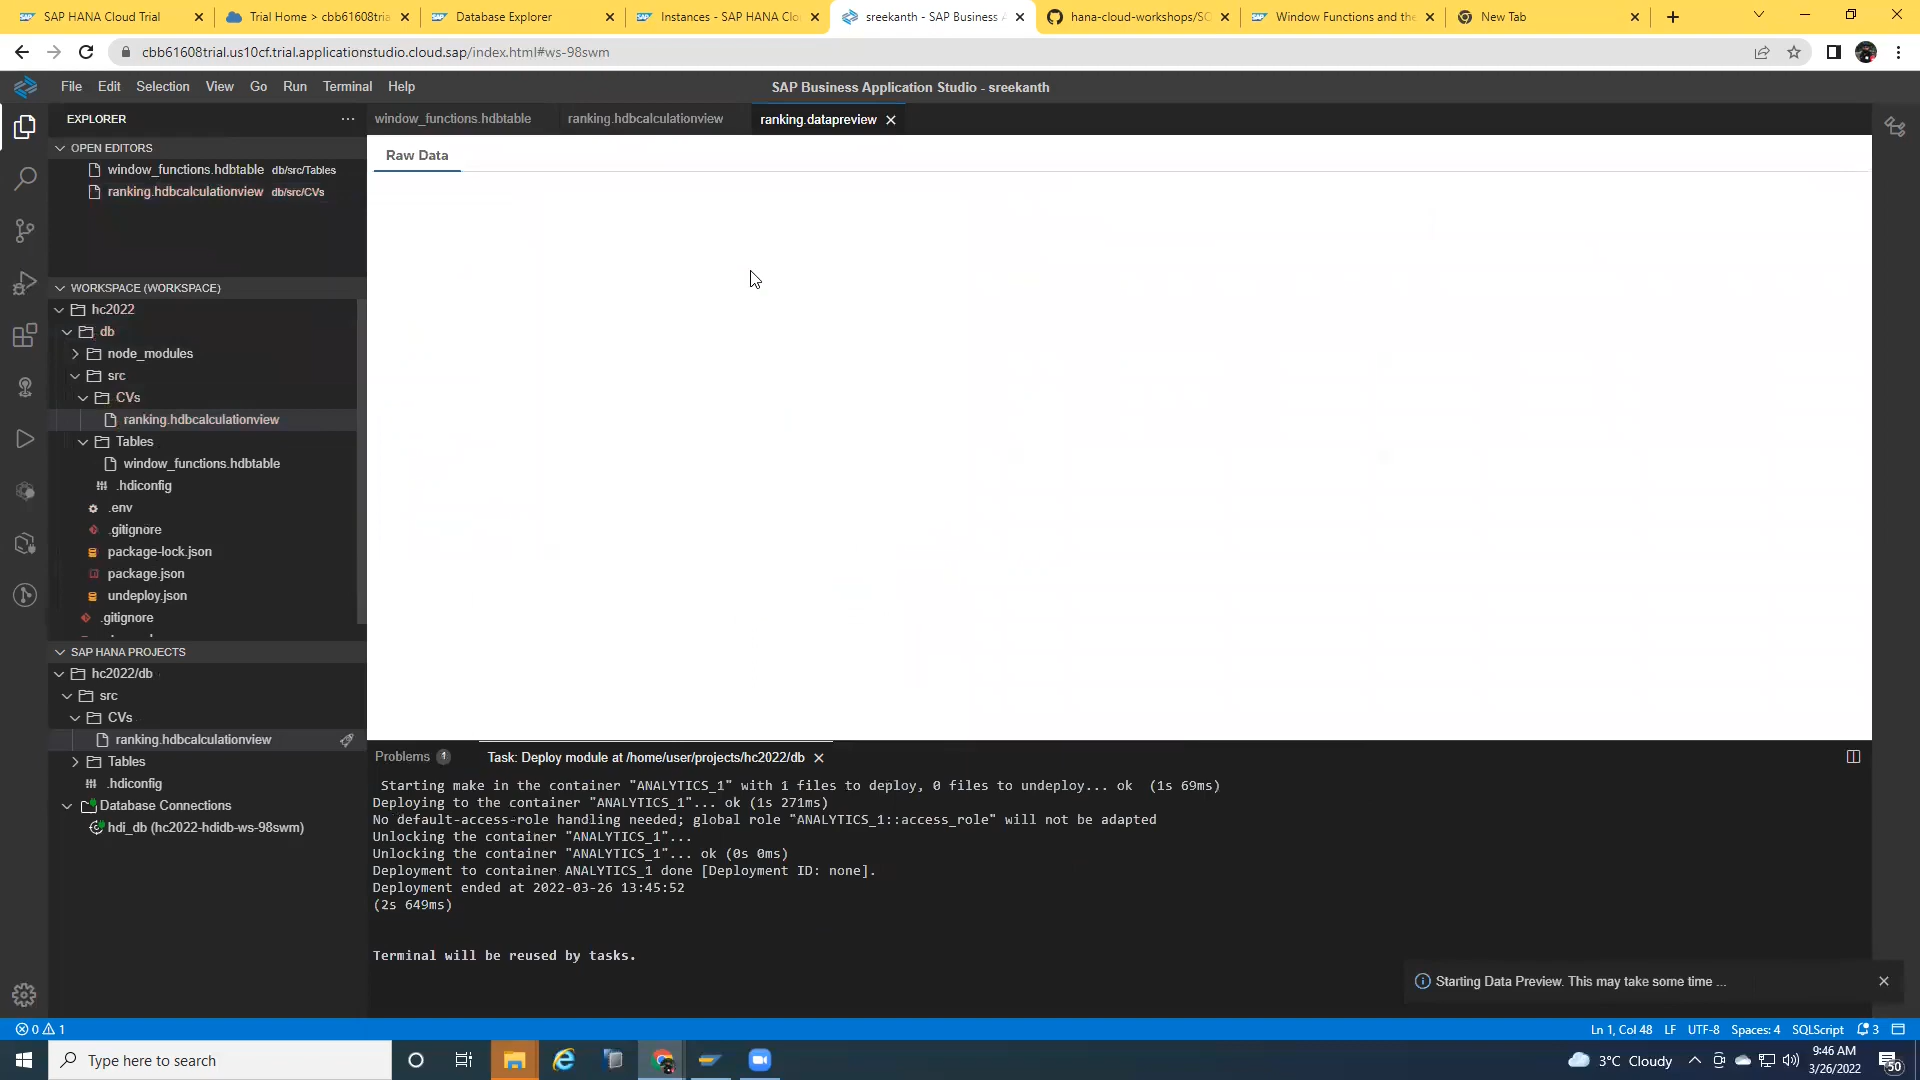 SAP HANA Cloud Trial
Trial Home > cbb61608tria
Database Explorer
Instances - SAP HANA Clo
sreekanth - SAP Business A
hana-cloud-workshops/SQ
Window Functions and the
New Tab
cbb61608trial.us10cf.trial.applicationstudio.cloud.sap/index.html#ws-98swm
File Edit Selection View Go Run Terminal Help
SAP Business Application Studio - sreekanth
EXPLORER
window_functions.hdbtable
ranking.hdbcalculationview
ranking.datapreview
OPEN EDITORS
window_functions.hdbtable db/src/Tables
ranking.hdbcalculationview db/src/CVs
Raw Data
WORKSPACE (WORKSPACE)
hc2022
db
node_modules
src
CVs
ranking.hdbcalculationview
Tables
window_functions.hdbtable
.hdiconfig
.env
.gitignore
package-lock.json
package.json
undeploy.json
.gitignore
SAP HANA PROJECTS
hc2022/db
src
CVs
ranking.hdbcalculationview
Tables
.hdiconfig
Database Connections
hdi_db (hc2022-hdidb-ws-98swm)
Problems 1
Task: Deploy module at /home/user/projects/hc2022/db
Starting make in the container "ANALYTICS_1" with 1 files to deploy, 0 files to undeploy... ok (1s 69ms)
Deploying to the container "ANALYTICS_1"... ok (1s 271ms)
No default-access-role handling needed; global role "ANALYTICS_1::access_role" will not be adapted
Unlocking the container "ANALYTICS_1"...
Unlocking the container "ANALYTICS_1"... ok (0s 0ms)
Deployment to container ANALYTICS_1 done [Deployment ID: none].
Deployment ended at 2022-03-26 13:45:52
(2s 649ms)
Terminal will be reused by tasks.
Starting Data Preview. This may take some time ...
0 1
Ln 1, Col 48 LF UTF-8 Spaces: 4 SQLScript 3
Type here to search
3°C Cloudy
9:46 AM
3/26/2022
50